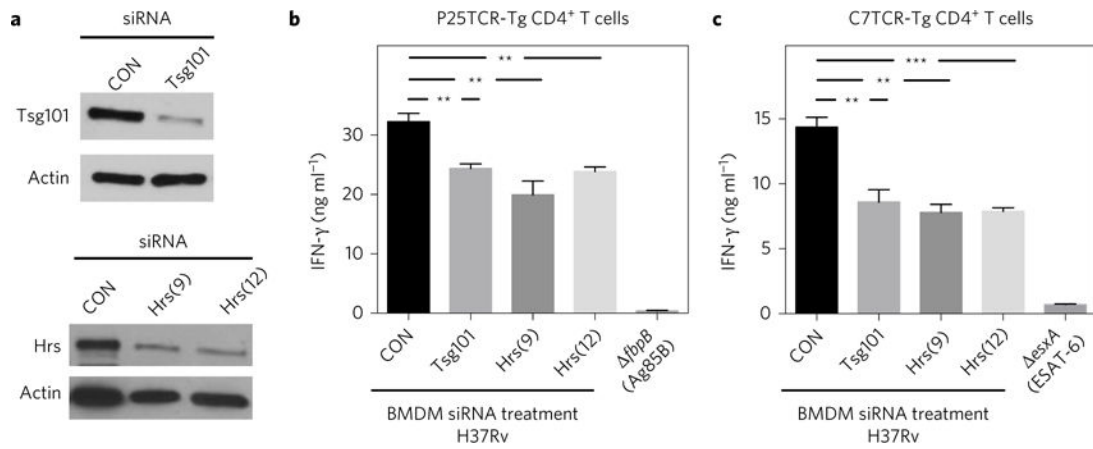 a
siRNA
CON
Tsg101
Tsg101
Actin
siRNA
CON
Hrs(9)
Hrs(12)
Hrs
Actin
b
P25TCR-Tg CD4⁺ T cells
**
**
**
IFN-γ (ng ml⁻¹)
30
20
10
0
CON
Tsg101
Hrs(9)
Hrs(12)
ΔfbpB
(Ag85B)
BMDM siRNA treatment
H37Rv
c
C7TCR-Tg CD4⁺ T cells
***
**
**
IFN-γ (ng ml⁻¹)
15
10
5
0
CON
Tsg101
Hrs(9)
Hrs(12)
ΔesxA
(ESAT-6)
BMDM siRNA treatment
H37Rv